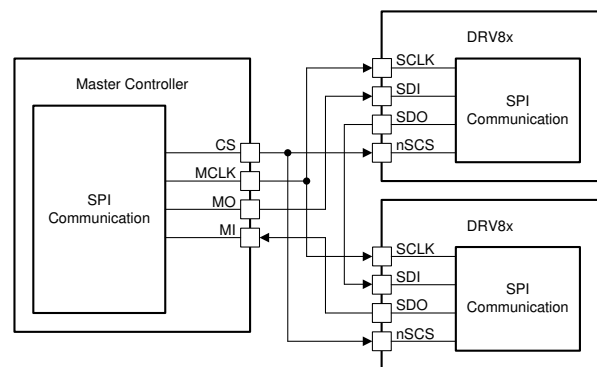 Master Controller
SPI
Communication
CS
MCLK
MO
MI
DRV8x
SCLK
SDI
SDO
nSCS
SPI
Communication
DRV8x
SCLK
SDI
SDO
nSCS
SPI
Communication